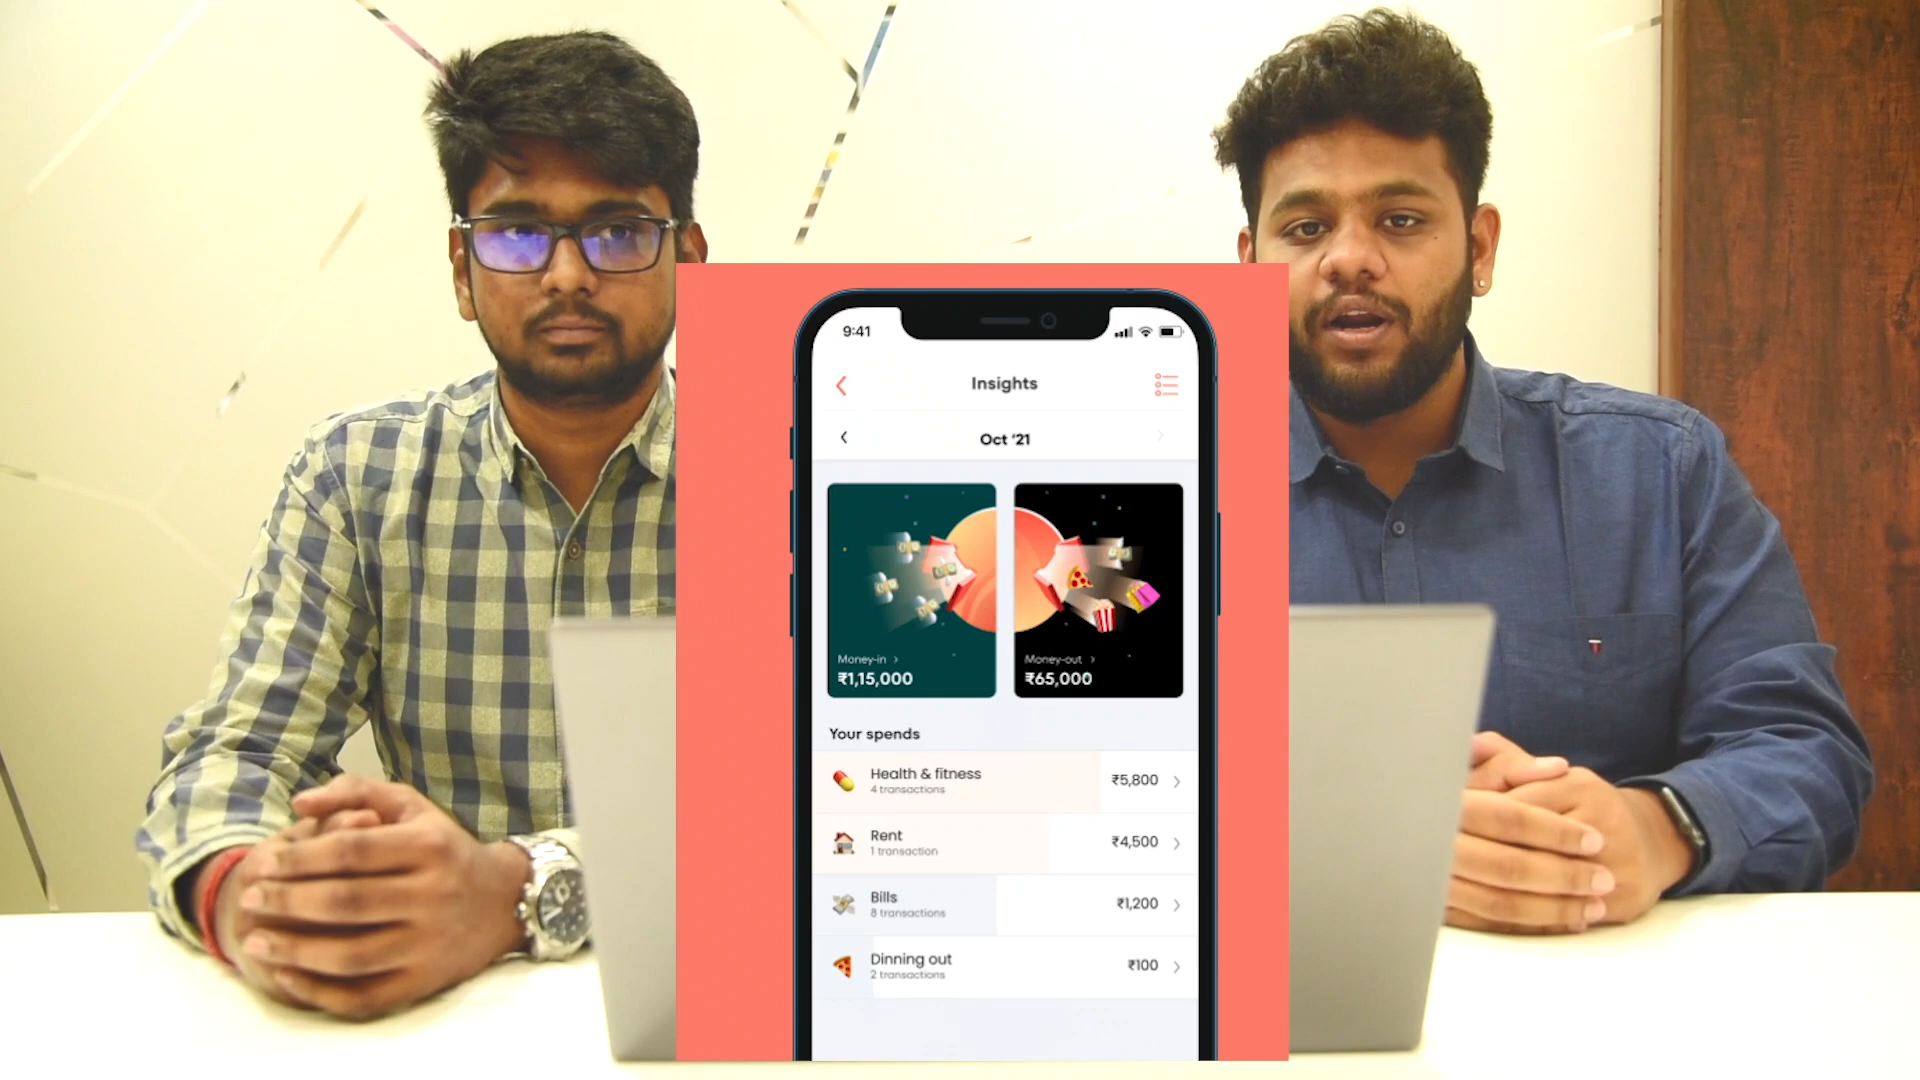 9:41
Insights
Oct '21
Money-in >
₹1,15,000
Money-out >
₹65,000
Your spends
Health & fitness
4 transactions
₹5,800
Rent
1 transaction
₹4,500
Bills
8 transactions
₹1,200
Dinning out
2 transactions
₹100